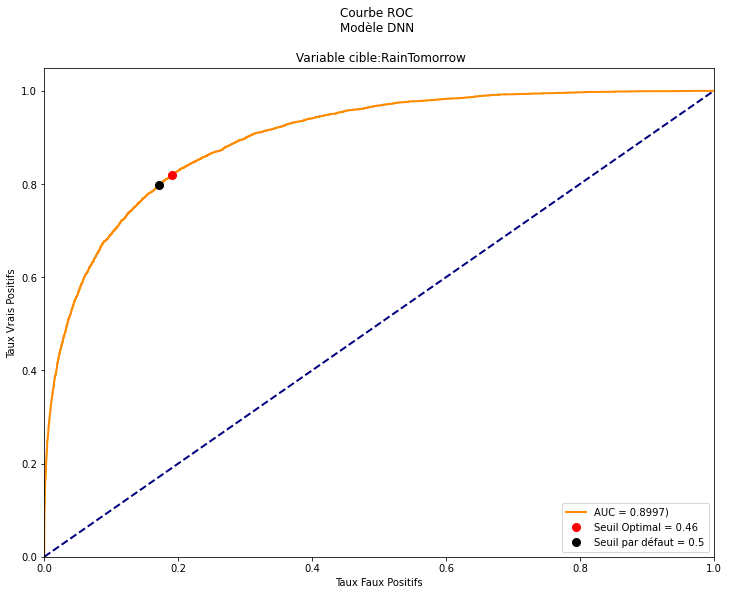 Courbe ROC
Modèle DNN
Variable cible:RainTomorrow
Taux Vrais Positifs
1.0
0.8
0.6
0.4
0.2
0.0
0.0 0.2 0.4 0.6 0.8 1.0
Taux Faux Positifs
AUC = 0.8997)
Seuil Optimal = 0.46
Seuil par défaut = 0.5